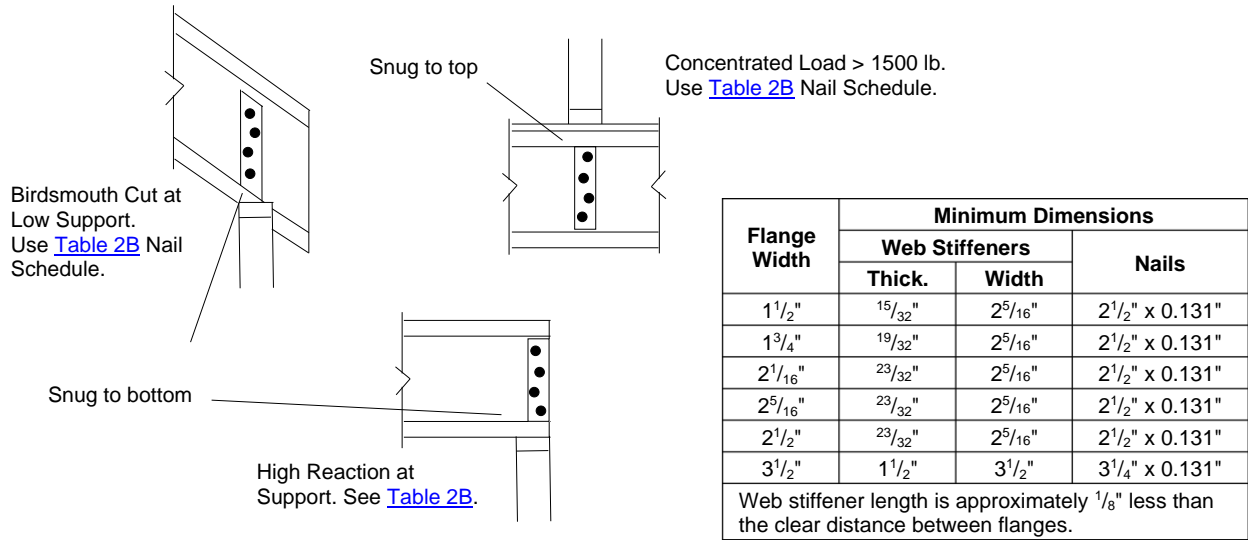 Snug to top
Concentrated Load > 1500 lb.
Use Table 2B Nail Schedule.
Birdsmouth Cut at
Low Support.
Use Table 2B Nail
Schedule.
Snug to bottom
High Reaction at
Support. See Table 2B.
Flange Width Minimum Dimensions
Web Stiffeners Nails
Thick. Width
1 1/2" 15/32" 2 5/16" 2 1/2" x 0.131"
1 3/4" 19/32" 2 5/16" 2 1/2" x 0.131"
2 1/16" 23/32" 2 5/16" 2 1/2" x 0.131"
2 5/16" 23/32" 2 5/16" 2 1/2" x 0.131"
2 1/2" 23/32" 2 5/16" 2 1/2" x 0.131"
3 1/2" 1 1/2" 3 1/2" 3 1/4" x 0.131"
Web stiffener length is approximately 1/8" less than
the clear distance between flanges.